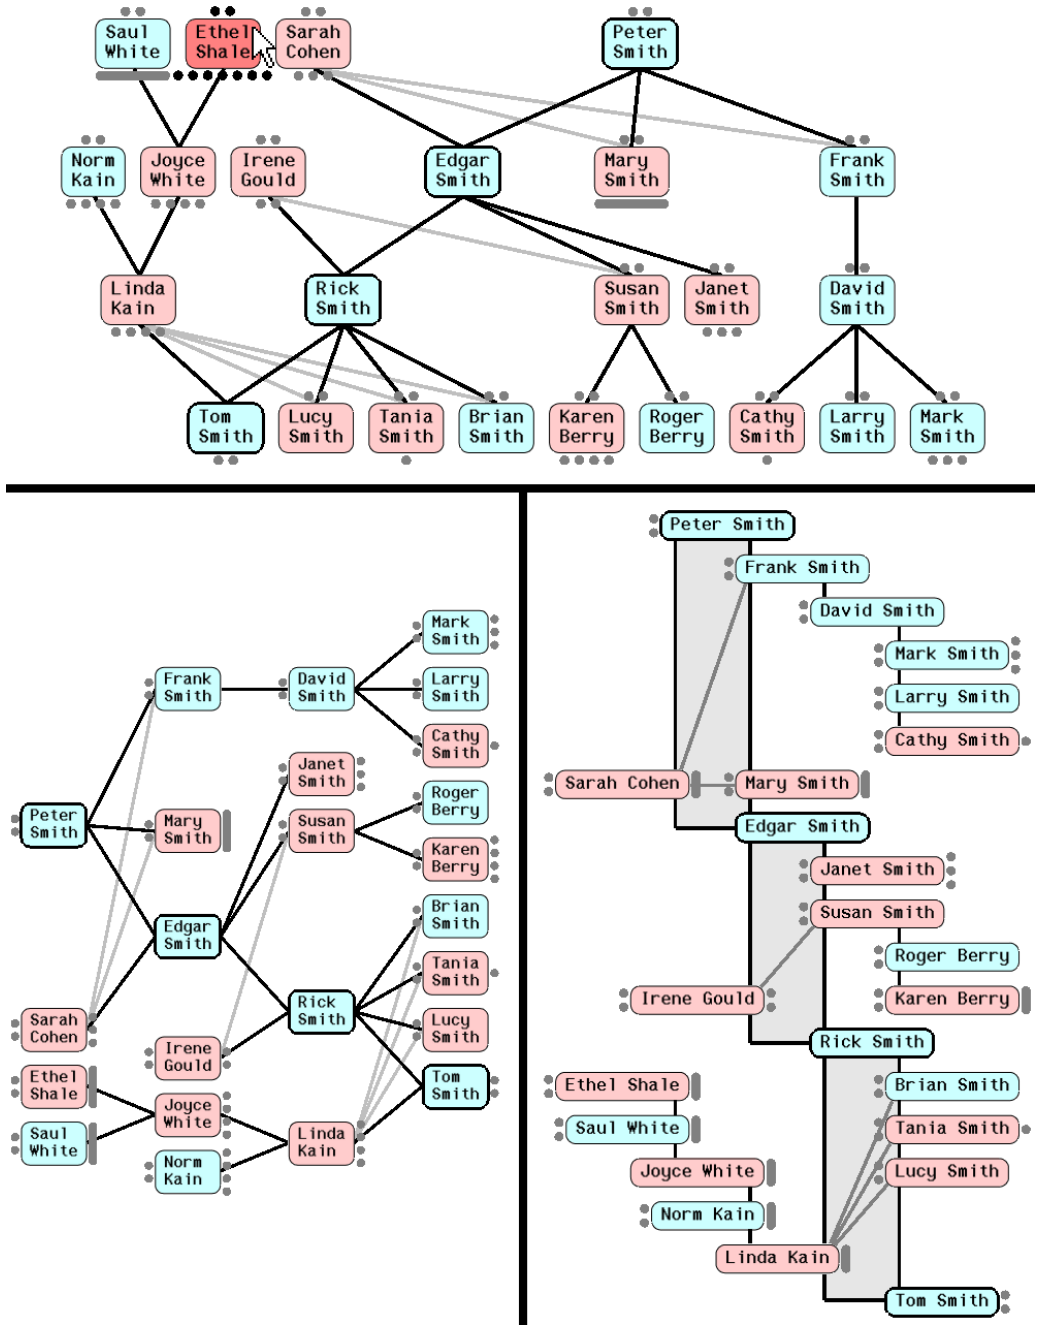 Saul
White
Ethel
Shale
Sarah
Cohen
Peter
Smith
Norm
Kain
Joyce
White
Irene
Gould
Edgar
Smith
Mary
Smith
Frank
Smith
Linda
Kain
Rick
Smith
Susan
Smith
Janet
Smith
David
Smith
Tom
Smith
Lucy
Smith
Tania
Smith
Brian
Smith
Karen
Berry
Roger
Berry
Cathy
Smith
Larry
Smith
Mark
Smith
Mark
Smith
Frank
Smith
David
Smith
Larry
Smith
Cathy
Smith
Janet
Smith
Roger
Berry
Peter
Smith
Mary
Smith
Susan
Smith
Karen
Berry
Brian
Smith
Edgar
Smith
Tania
Smith
Rick
Smith
Sarah
Cohen
Lucy
Smith
Irene
Gould
Ethel
Shale
Tom
Smith
Joyce
White
Saul
White
Linda
Kain
Norm
Kain
Peter Smith
Frank Smith
David Smith
Mark Smith
Larry Smith
Cathy Smith
Sarah Cohen
Mary Smith
Edgar Smith
Janet Smith
Susan Smith
Roger Berry
Irene Gould
Karen Berry
Rick Smith
Ethel Shale
Brian Smith
Saul White
Tania Smith
Joyce White
Lucy Smith
Norm Kain
Linda Kain
Tom Smith